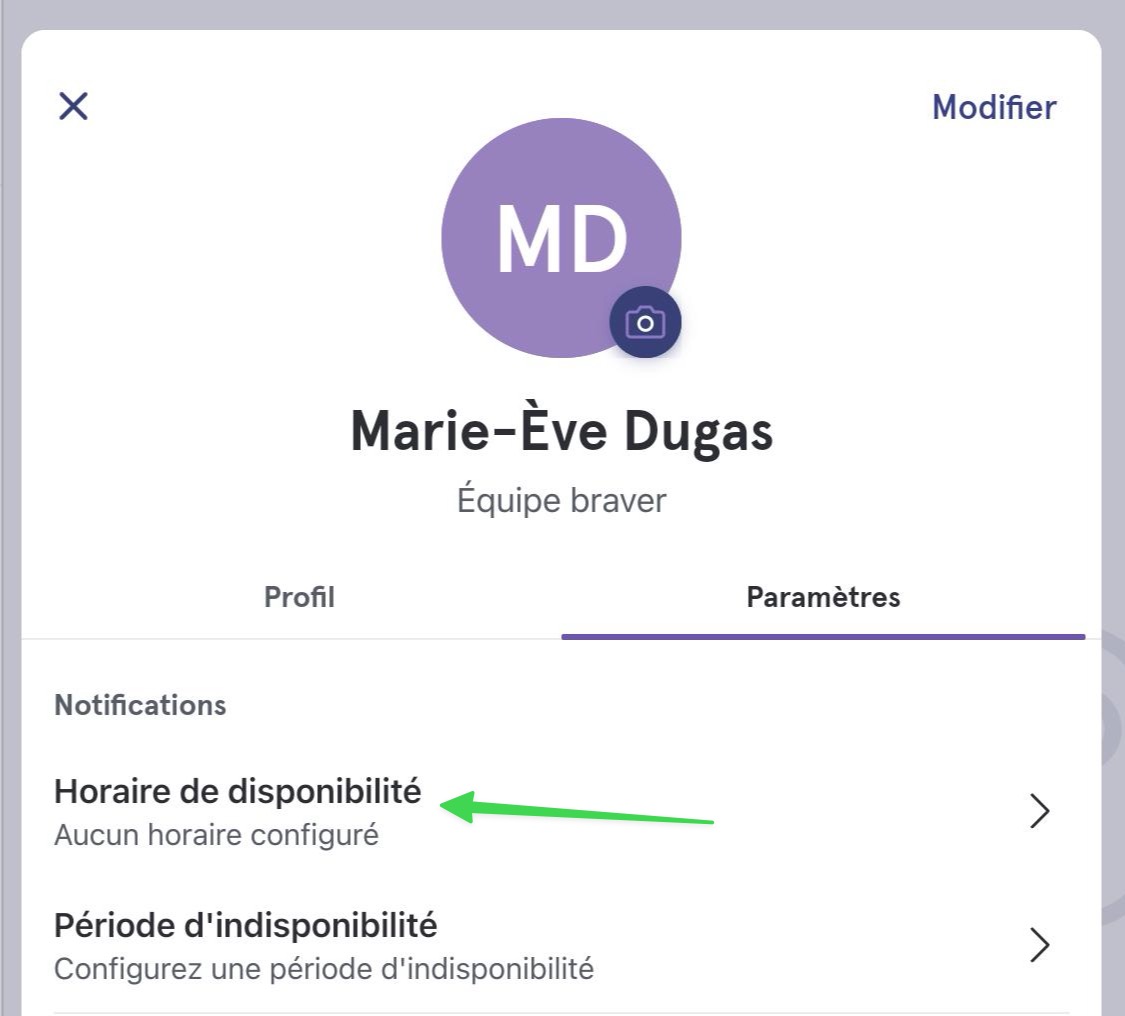 Modifier
MD
Marie-Ève Dugas
Équipe braver
Profil
Paramètres
Notifications
Horaire de disponibilité
Aucun horaire configuré
Période d'indisponibilité
Configurez une période d'indisponibilité